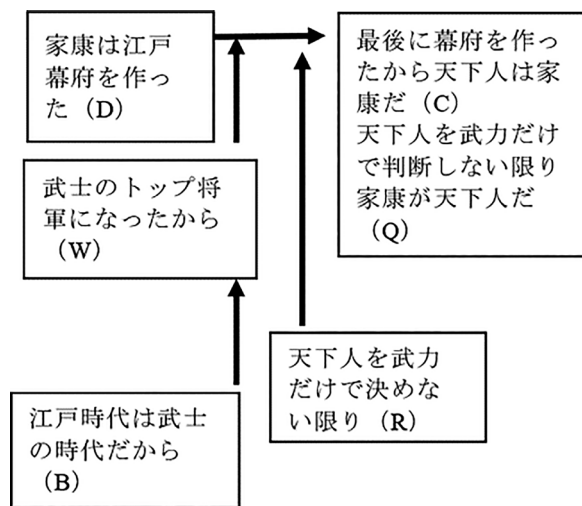 家康は江戸
幕府を作っ
た（D）
最後に幕府を作っ
たから天下人は家
康だ（C）
天下人を武力だけ
で判断しない限り
家康が天下人だ
（Q）
武士のトップ将
軍になったから
（W）
天下人を武力
だけで決めな
い限り（R）
江戸時代は武士
の時代だから
（B）